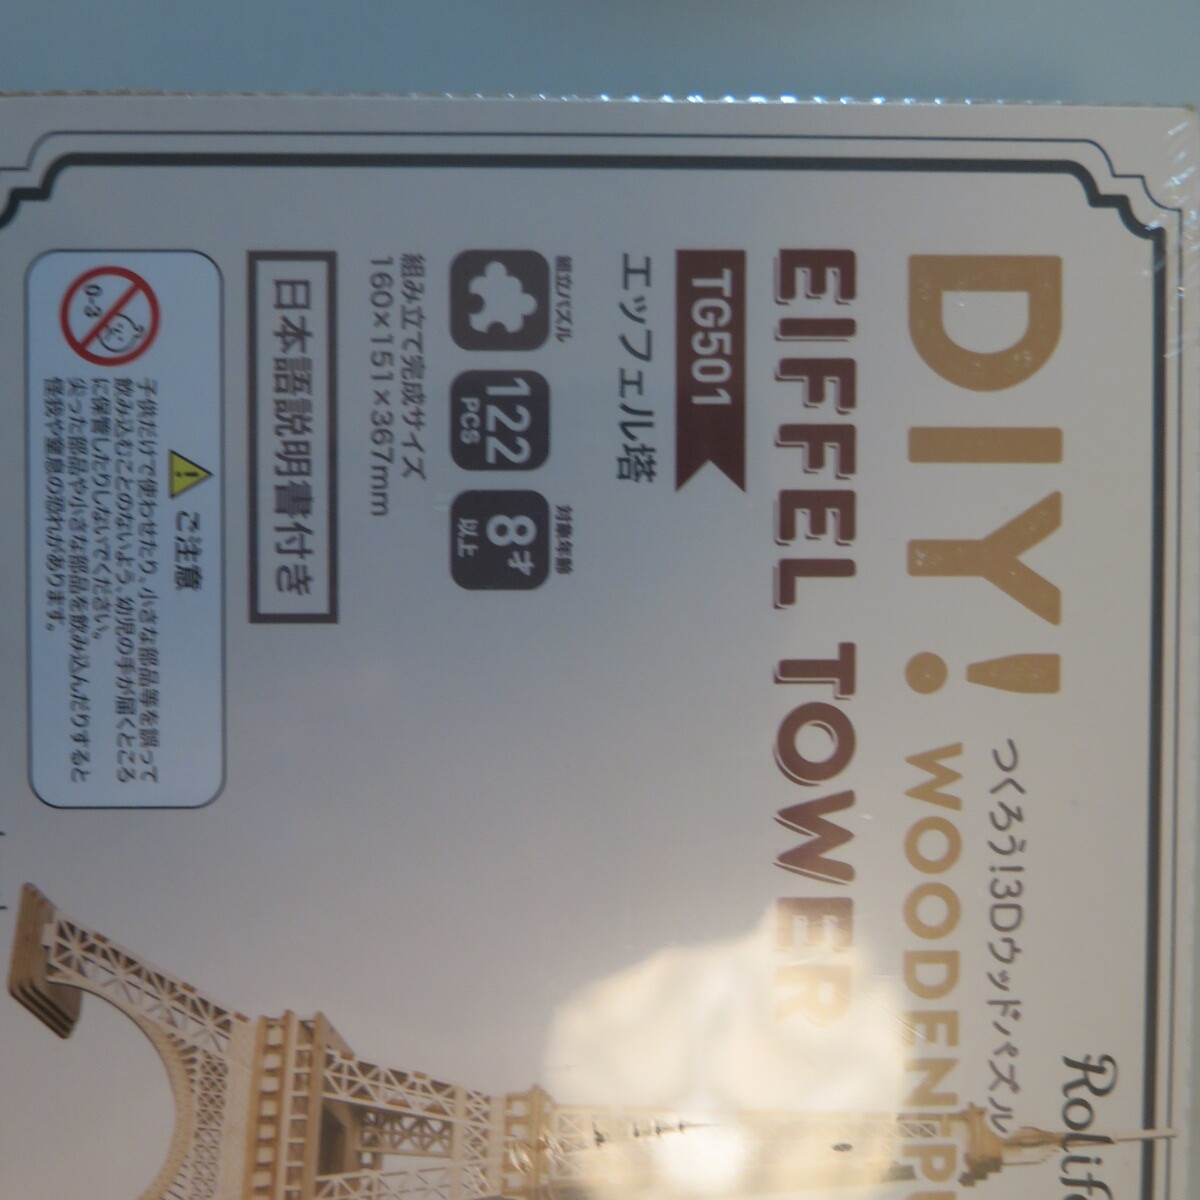 Rolif
DIY!
つくろう!3Dウッドパズル
WOODEN PU
EIFFEL TOWER
TG501
エッフェル塔
組立パズル
122
PCS
対象年齢
8才
以上
組み立て完成サイズ
160×151×367mm
日本語説明書付き
0-3
ご注意
子供だけで使わせたり、小さな部品等を誤って
飲み込むことのないよう、幼児の手が届くところ
に保管したりしないでください。
尖った部品や小さな部品を飲み込んだりすると
怪我や窒息の恐れがあります。